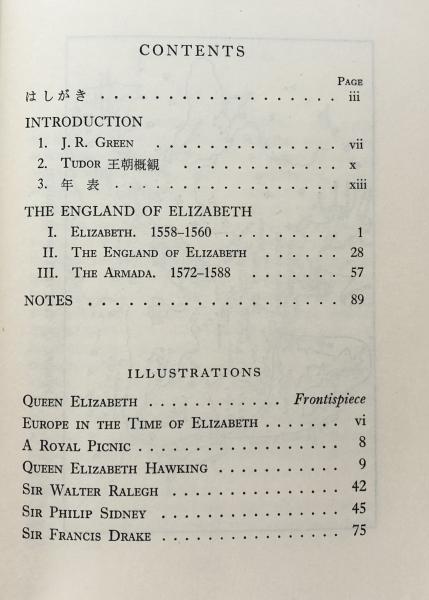 CONTENTS
PAGE
はしがき . . . . . . . . . . . . . . . . . . . iii
INTRODUCTION
1. J. R. GREEN . . . . . . . . . . . . . vii
2. TUDOR 王朝概観 . . . . . . . . . . . . x
3. 年 表 . . . . . . . . . . . . . . . . xiii
THE ENGLAND OF ELIZABETH
I. ELIZABETH. 1558–1560 . . . . . . . . . 1
II. THE ENGLAND OF ELIZABETH . . . . . . . 28
III. THE ARMADA. 1572–1588 . . . . . . . 57
NOTES . . . . . . . . . . . . . . . . . . . 89
ILLUSTRATIONS
QUEEN ELIZABETH . . . . . . . . . . . . Frontispiece
EUROPE IN THE TIME OF ELIZABETH . . . . . . . vi
A ROYAL PICNIC . . . . . . . . . . . . . . . . 8
QUEEN ELIZABETH HAWKING . . . . . . . . . . . 9
SIR WALTER RALEGH . . . . . . . . . . . . . . 42
SIR PHILIP SIDNEY . . . . . . . . . . . . . . 45
SIR FRANCIS DRAKE . . . . . . . . . . . . . . 75